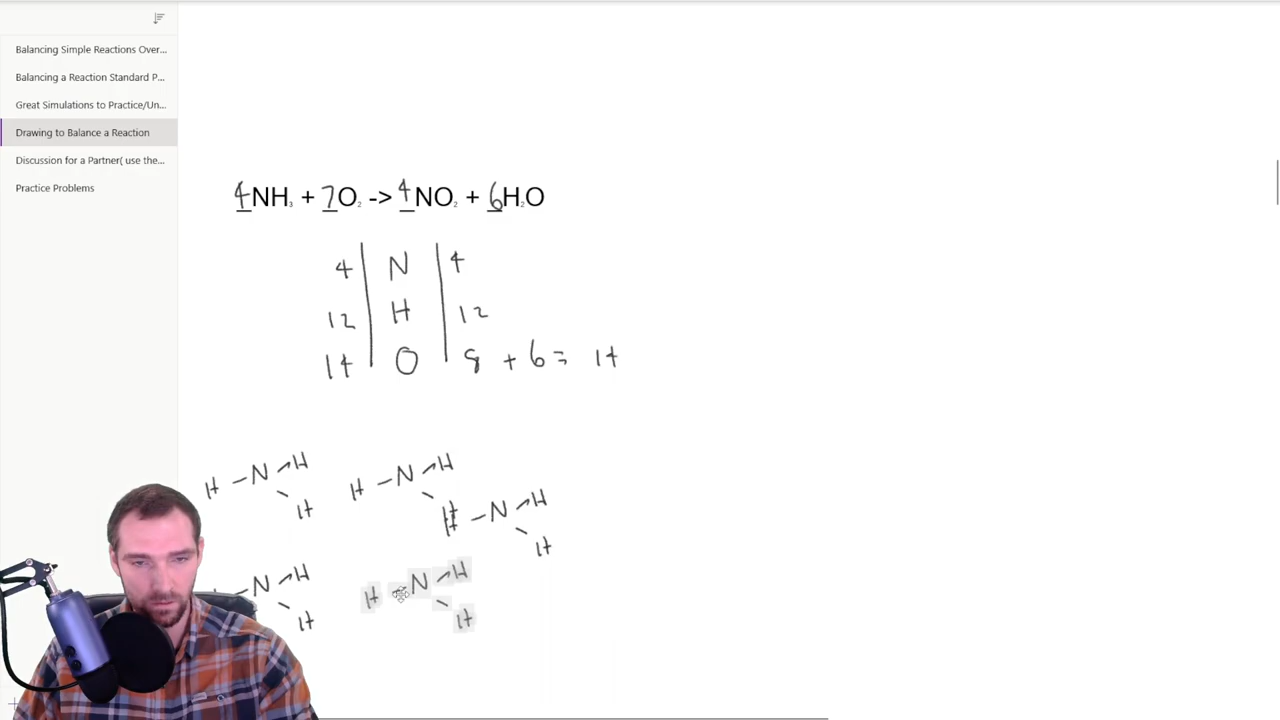 Balancing Simple Reactions Over...
Balancing a Reaction Standard P...
Great Simulations to Practice/Un...
Drawing to Balance a Reaction
Discussion for a Partner( use the...
Practice Problems
4NH₃ + 7O₂ -> 4NO₂ + 6H₂O
4 | N | 4
12 | H | 12
14 | O | 8 + 6 = 14
H - N - H
H
H - N - H
H
H - N - H
H
- N - H
H
H - N - H
H